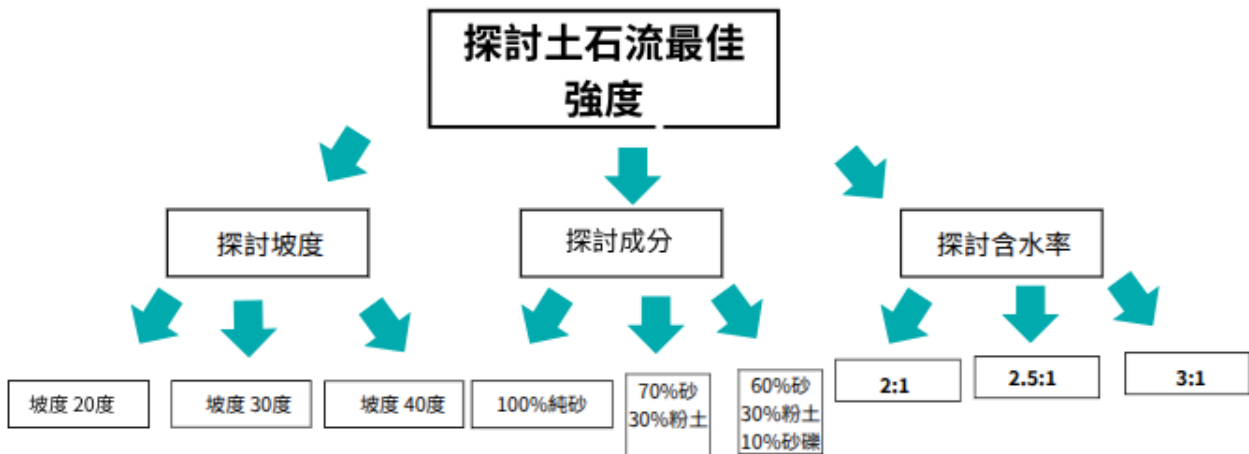 探討土石流最佳
強度
探討坡度
探討成分
探討含水率
坡度 20度
坡度 30度
坡度 40度
100%純砂
70%砂
30%粉土
60%砂
30%粉土
10%砂礫
2:1
2.5:1
3:1